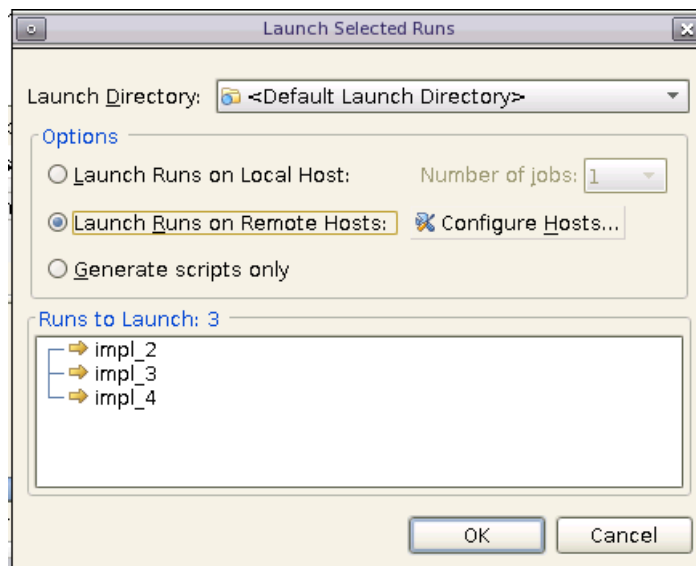 Launch Selected Runs
Launch Directory: <Default Launch Directory>
Options
Launch Runs on Local Host: Number of jobs: 1
Launch Runs on Remote Hosts: Configure Hosts...
Generate scripts only
Runs to Launch: 3
impl_2
impl_3
impl_4
OK Cancel